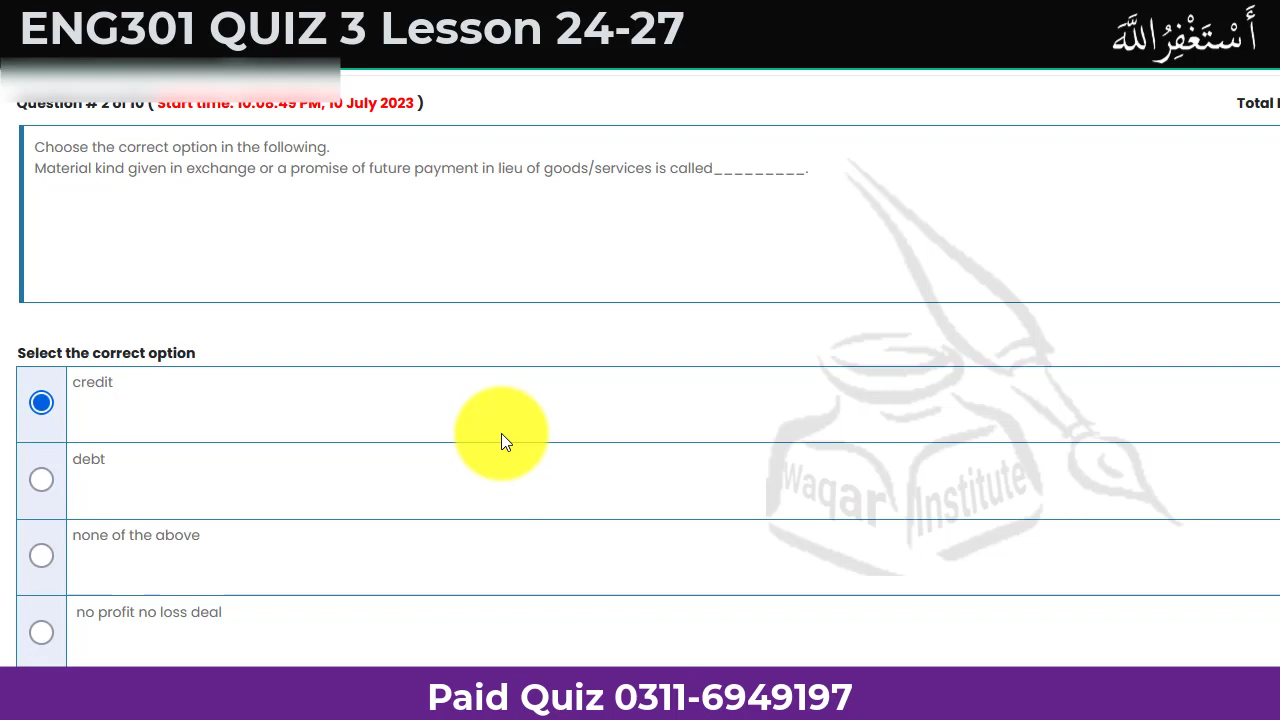 ENG301 QUIZ 3 Lesson 24-27
أَسْتَغْفِرُ اللَّهَ
Question # 2 of 10 ( Start time: 10:08:49 PM, 10 July 2023 )
Total
Choose the correct option in the following.
Material kind given in exchange or a promise of future payment in lieu of goods/services is called_________.
Select the correct option
credit
debt
none of the above
no profit no loss deal
Waqar Institute
Paid Quiz 0311-6949197